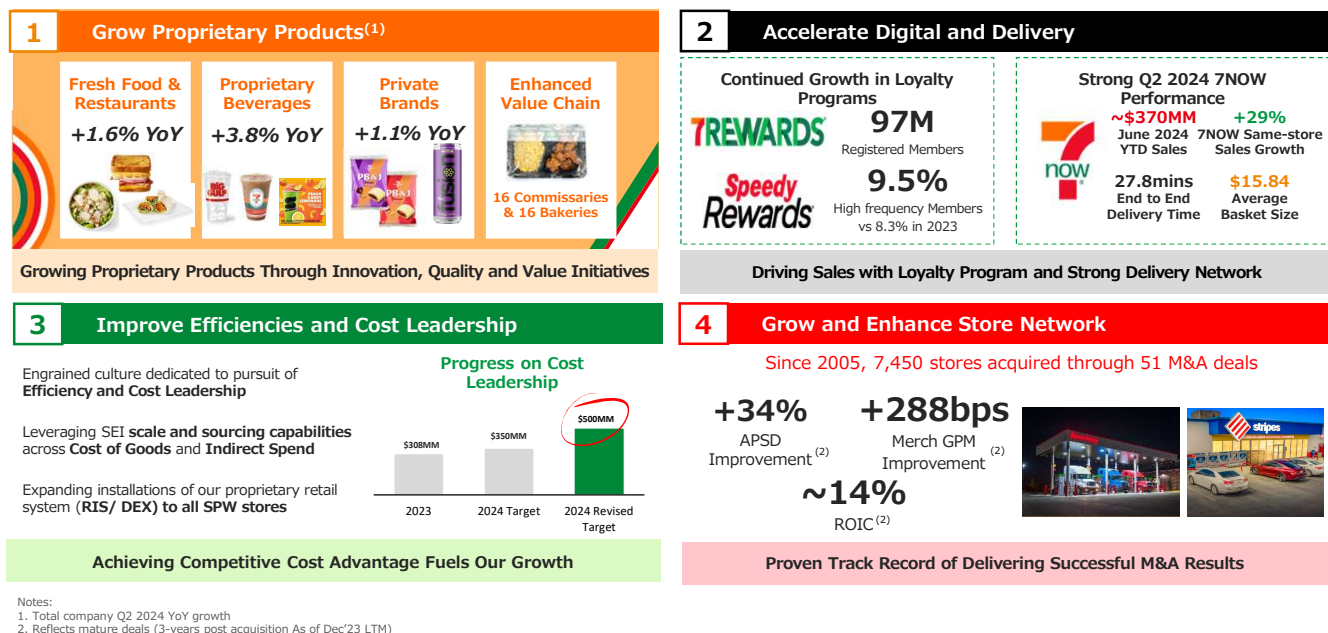 1
Grow Proprietary Products(1)
Fresh Food &
Restaurants
+1.6% YoY
Proprietary
Beverages
+3.8% YoY
Private
Brands
+1.1% YoY
Enhanced
Value Chain
16 Commissaries
& 16 Bakeries
BIG
GULP
PB&J
PB&J
Growing Proprietary Products Through Innovation, Quality and Value Initiatives
2
Accelerate Digital and Delivery
Continued Growth in Loyalty
Programs
7REWARDS
97M
Registered Members
Speedy
Rewards
9.5%
High frequency Members
vs 8.3% in 2023
Strong Q2 2024 7NOW
Performance
7
now
~$370MM
June 2024
YTD Sales
+29%
7NOW Same-store
Sales Growth
27.8mins
End to End
Delivery Time
$15.84
Average
Basket Size
Driving Sales with Loyalty Program and Strong Delivery Network
3
Improve Efficiencies and Cost Leadership
Engrained culture dedicated to pursuit of
Efficiency and Cost Leadership
Leveraging SEI scale and sourcing capabilities
across Cost of Goods and Indirect Spend
Expanding installations of our proprietary retail
system (RIS/ DEX) to all SPW stores
Progress on Cost
Leadership
$308MM
$350MM
$500MM
2023
2024 Target
2024 Revised
Target
Achieving Competitive Cost Advantage Fuels Our Growth
4
Grow and Enhance Store Network
Since 2005, 7,450 stores acquired through 51 M&A deals
+34%
APSD
Improvement(2)
+288bps
Merch GPM
Improvement(2)
~14%
ROIC(2)
Speedway
stripes
Proven Track Record of Delivering Successful M&A Results
Notes:
1. Total company Q2 2024 YoY growth
2. Reflects mature deals (3-years post acquisition As of Dec'23 LTM)